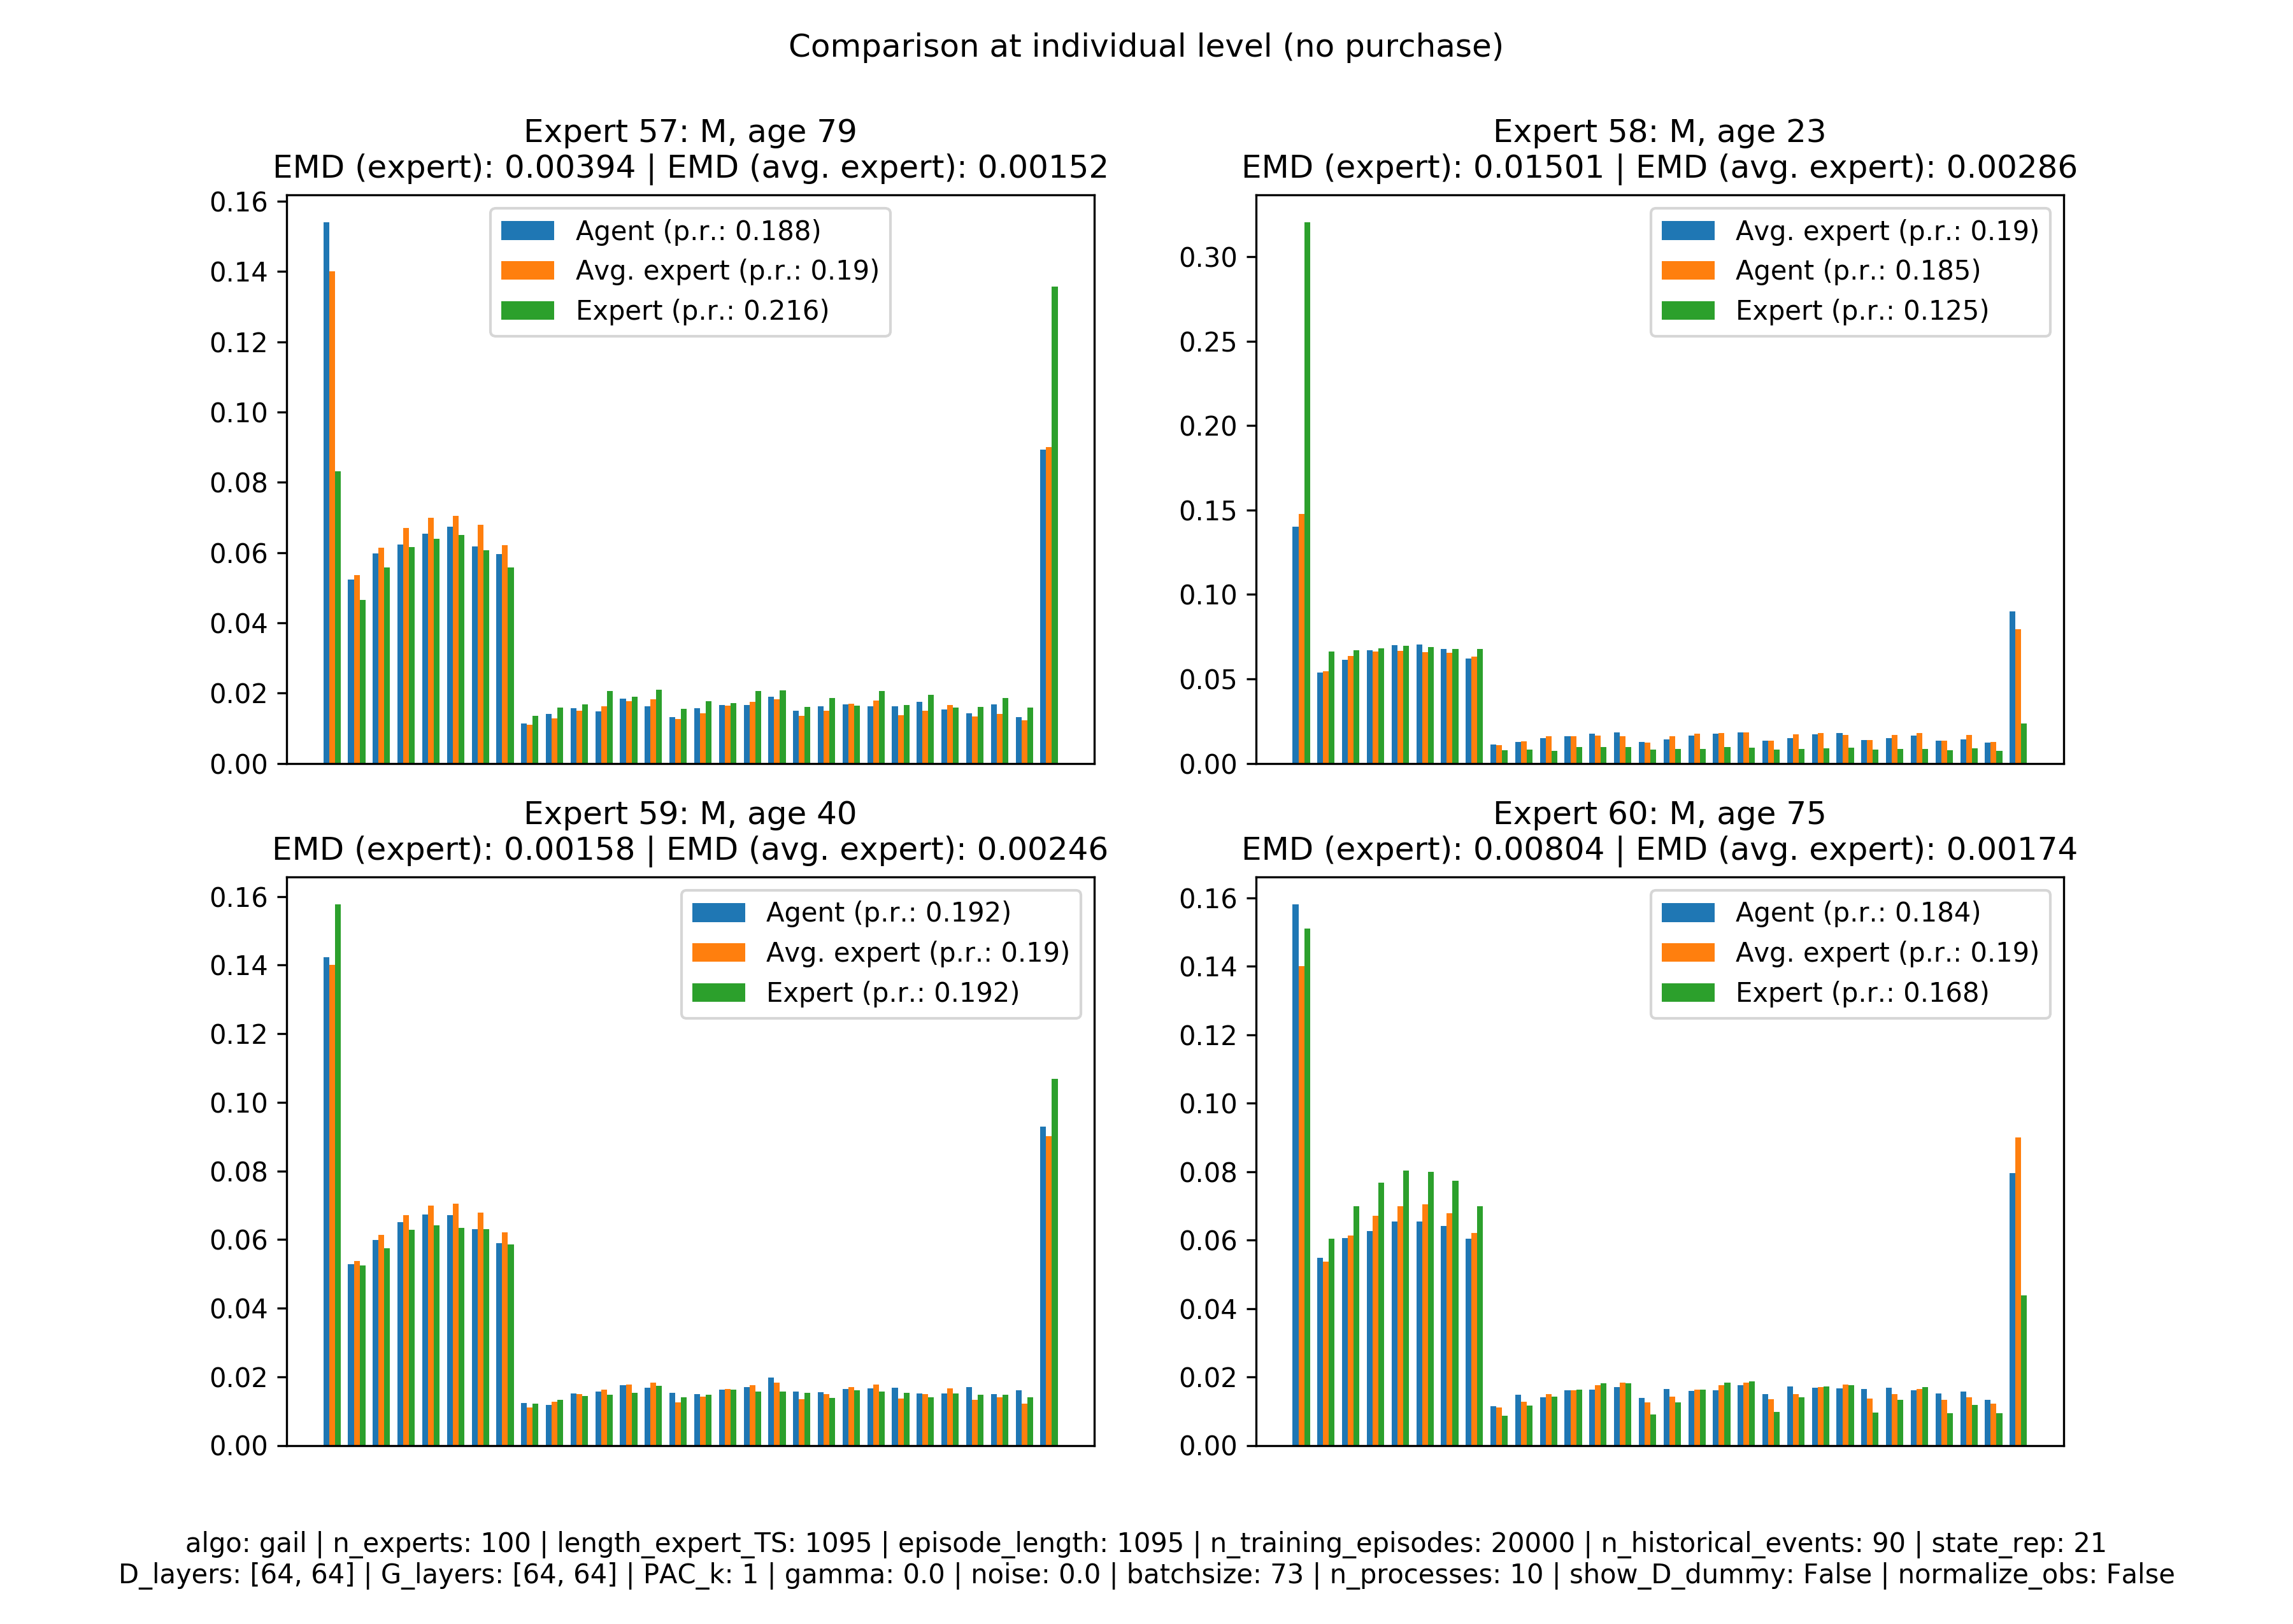 Comparison at individual level (no purchase)
Expert 57: M, age 79
EMD (expert): 0.00394 | EMD (avg. expert): 0.00152
0.16
0.14
0.12
0.10
0.08
0.06
0.04
0.02
0.00
Agent (p.r.: 0.188)
Avg. expert (p.r.: 0.19)
Expert (p.r.: 0.216)
Expert 58: M, age 23
EMD (expert): 0.01501 | EMD (avg. expert): 0.00286
0.30
0.25
0.20
0.15
0.10
0.05
0.00
Avg. expert (p.r.: 0.19)
Agent (p.r.: 0.185)
Expert (p.r.: 0.125)
Expert 59: M, age 40
EMD (expert): 0.00158 | EMD (avg. expert): 0.00246
0.16
0.14
0.12
0.10
0.08
0.06
0.04
0.02
0.00
Agent (p.r.: 0.192)
Avg. expert (p.r.: 0.19)
Expert (p.r.: 0.192)
Expert 60: M, age 75
EMD (expert): 0.00804 | EMD (avg. expert): 0.00174
0.16
0.14
0.12
0.10
0.08
0.06
0.04
0.02
0.00
Agent (p.r.: 0.184)
Avg. expert (p.r.: 0.19)
Expert (p.r.: 0.168)
algo: gail | n_experts: 100 | length_expert_TS: 1095 | episode_length: 1095 | n_training_episodes: 20000 | n_historical_events: 90 | state_rep: 21
D_layers: [64, 64] | G_layers: [64, 64] | PAC_k: 1 | gamma: 0.0 | noise: 0.0 | batchsize: 73 | n_processes: 10 | show_D_dummy: False | normalize_obs: False